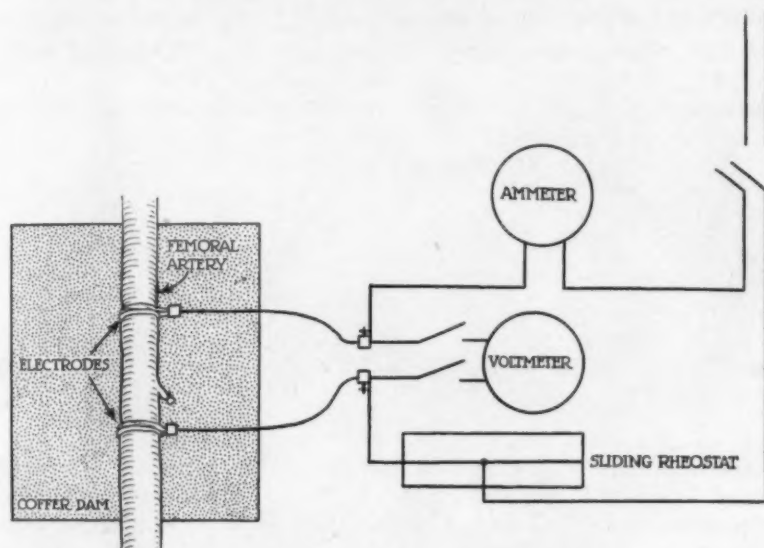 AMMETER
FEMORAL
ARTERY
ELECTRODES
VOLTMETER
SLIDING RHEOSTAT
COFFER DAM